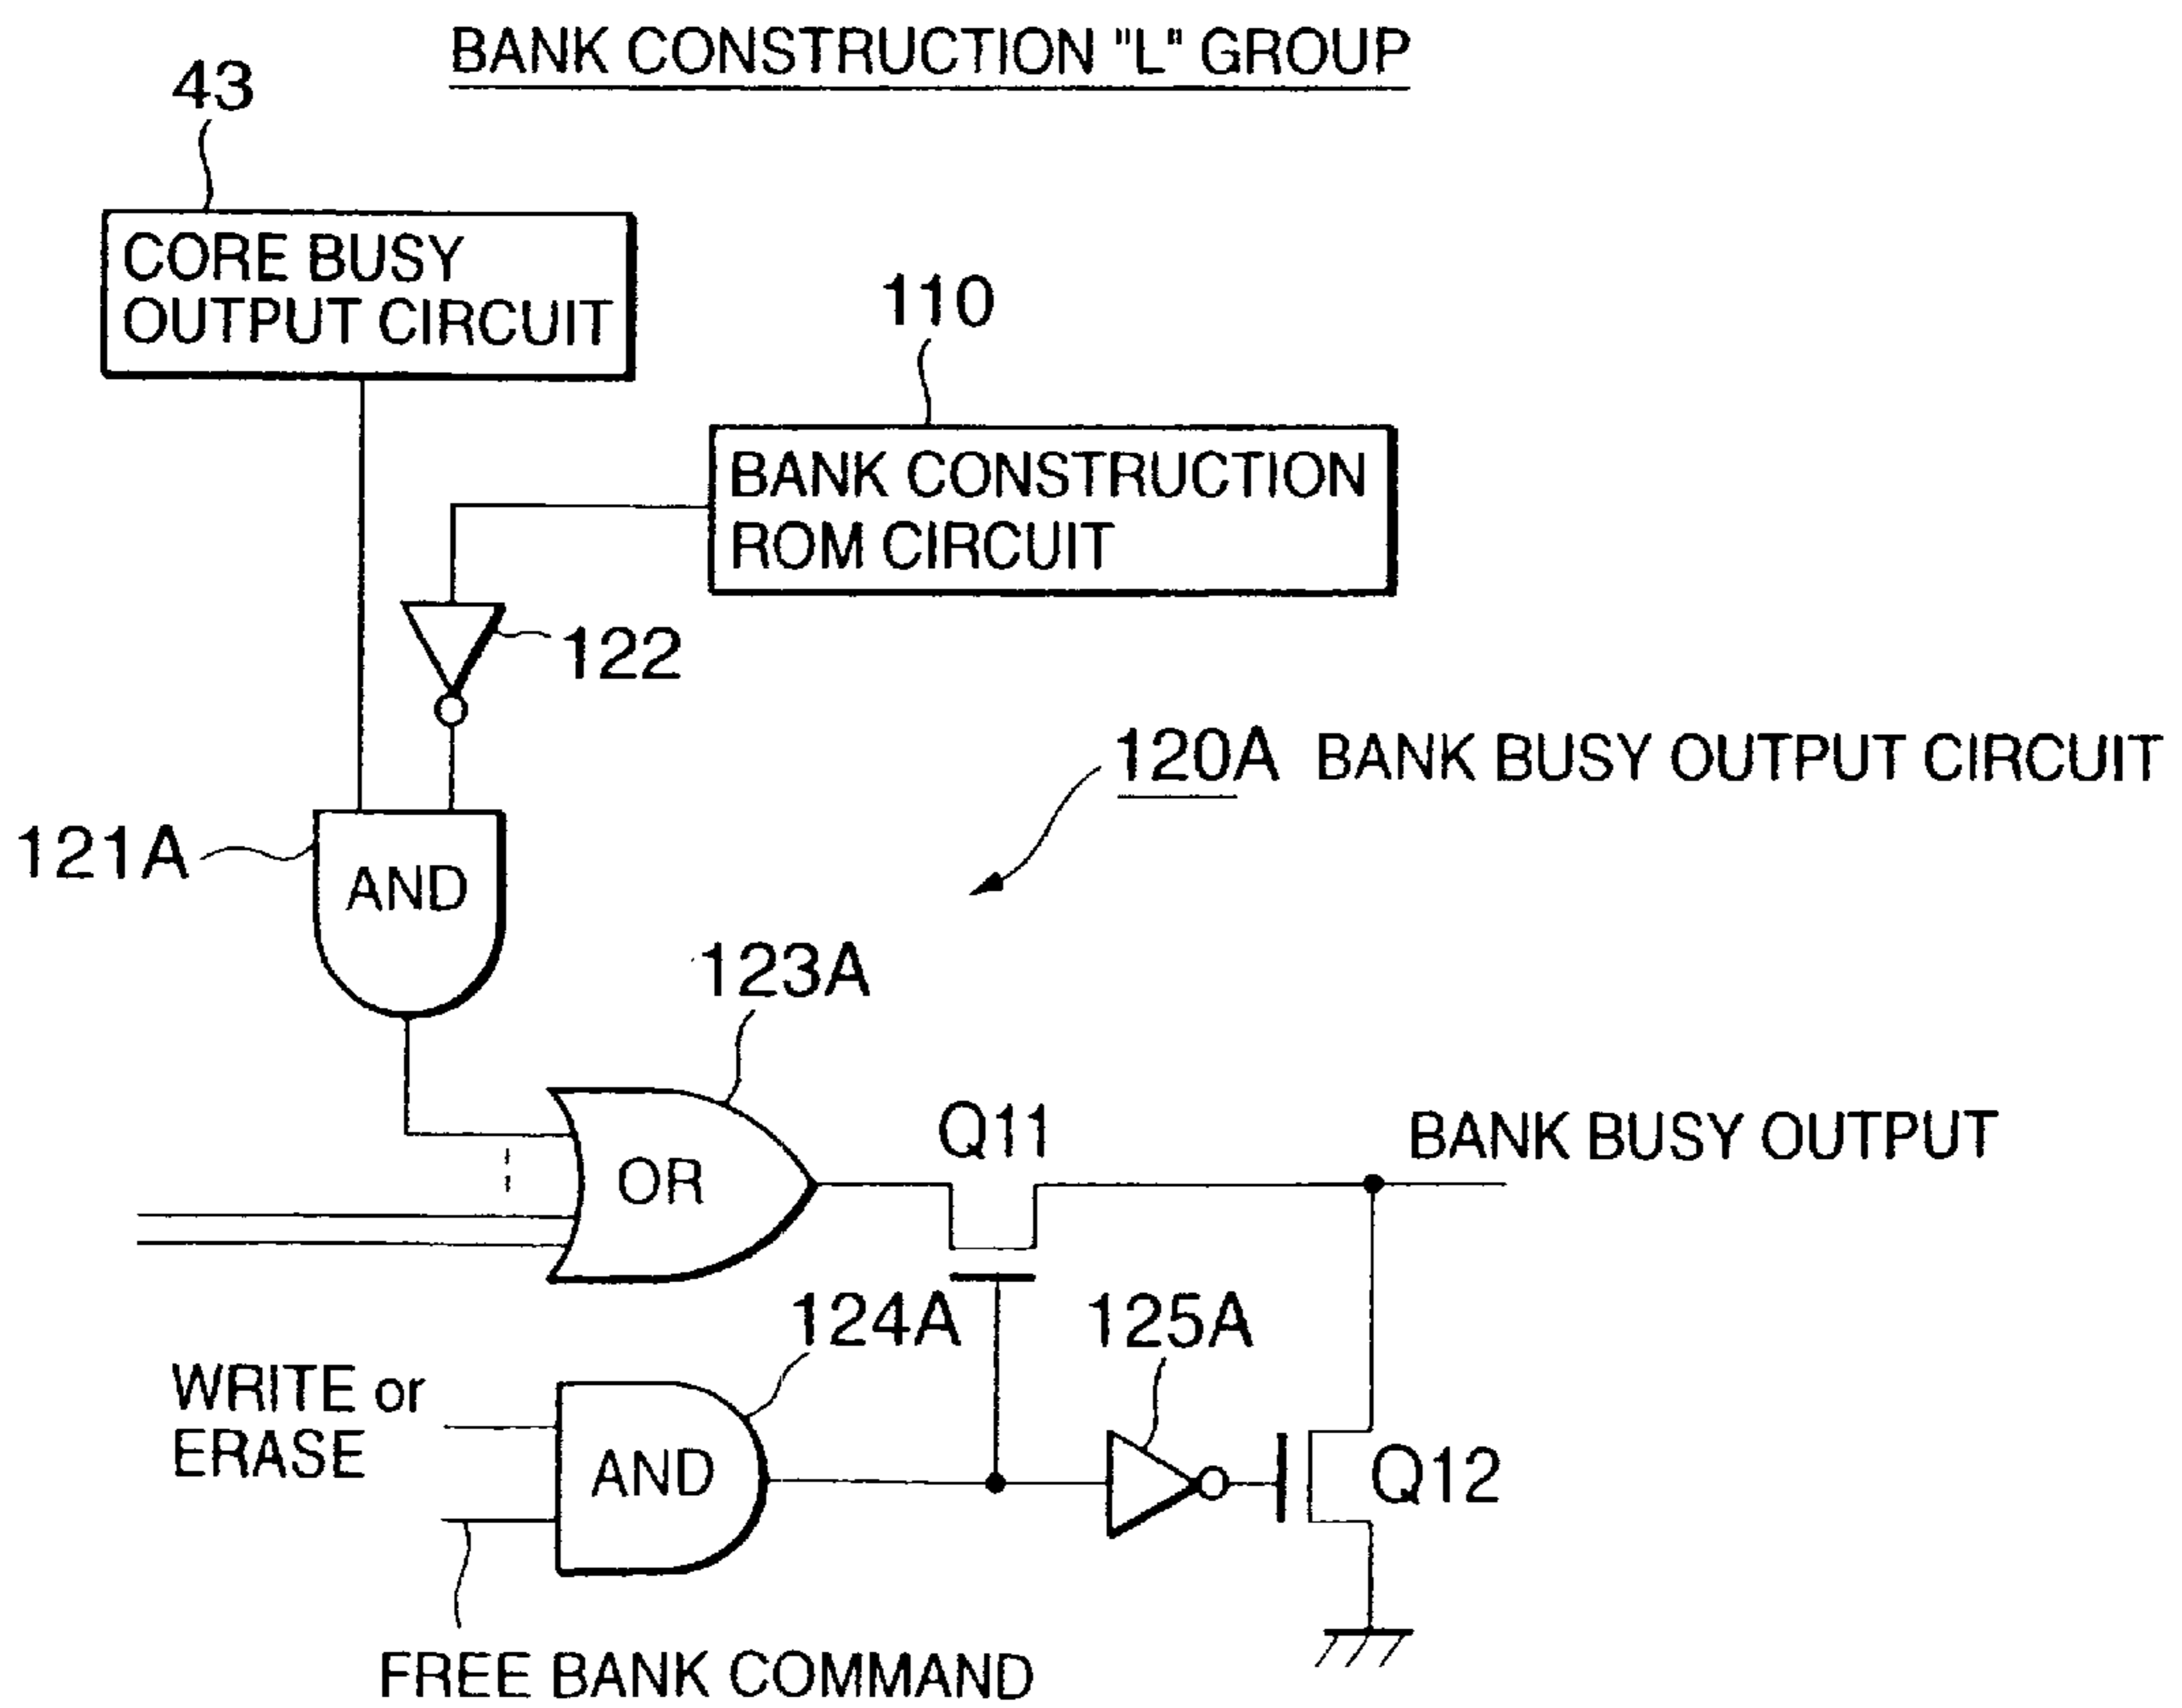 BANK CONSTRUCTION "L" GROUP
43
CORE BUSY
OUTPUT CIRCUIT
110
BANK CONSTRUCTION
ROM CIRCUIT
122
120A BANK BUSY OUTPUT CIRCUIT
121A
AND
123A
OR
Q11
BANK BUSY OUTPUT
124A
125A
WRITE or
ERASE
AND
Q12
FREE BANK COMMAND